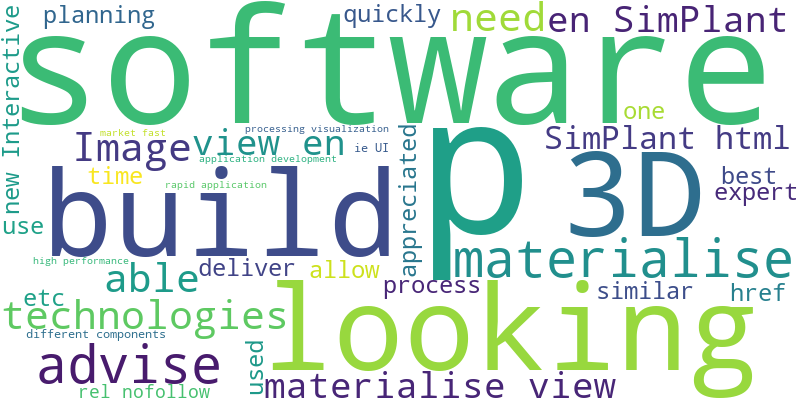 planning
quickly
need
en SimPlant
software
new Interactive
market fast
processing visualization
one
Image
view en
ie UI
application development
SimPlant html
p
3D
time
rapid application
build
appreciated
best
expert
use
high performance
able
deliver
allow
materialise
process
similar
href
etc
technologies
looking
different components
advise
used
rel nofollow
materialise view